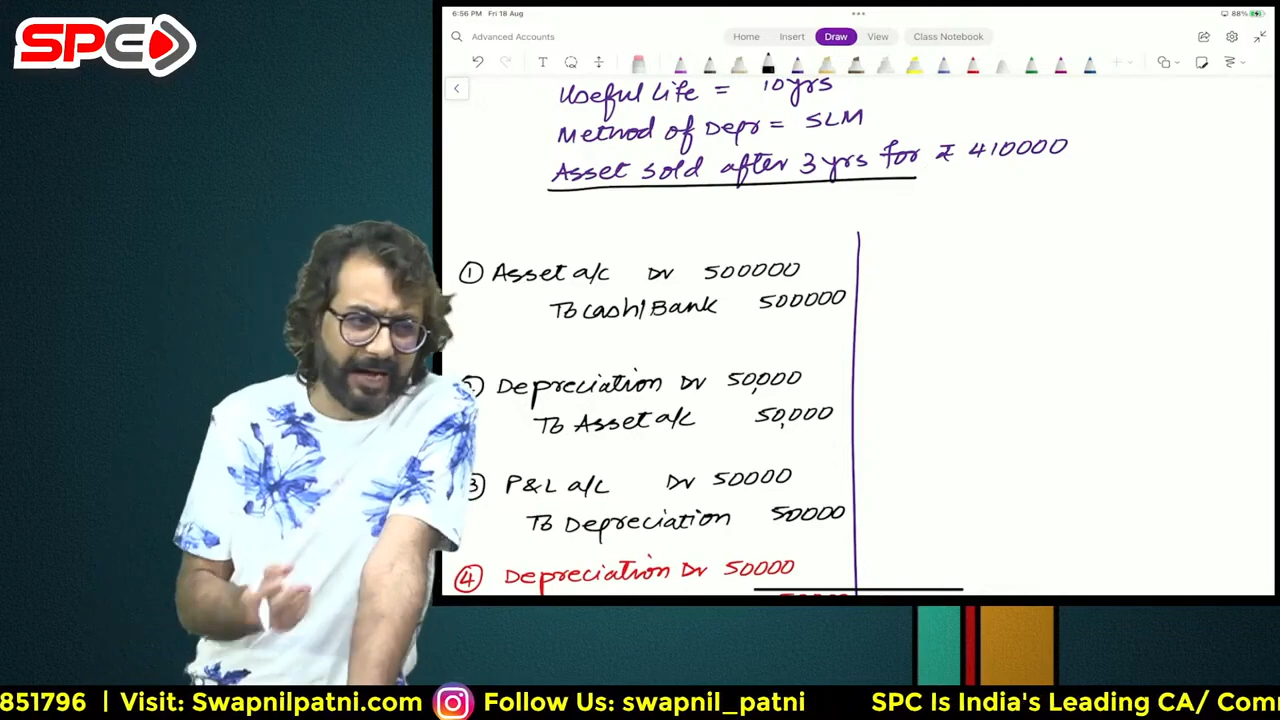 SPC
6:56 PM Fri 18 Aug
88%
Advanced Accounts
Home Insert Draw View Class Notebook
Useful Life = 10 yrs
Method of Depr = SLM
Asset sold after 3 yrs for ₹ 410000
① Asset a/c Dr 500000
To Cash/Bank 500000
Depreciation Dr 50,000
To Asset a/c 50,000
3 P&L a/c Dr 50000
To Depreciation 50000
④ Depreciation Dr 50000
851796 | Visit: Swapnilpatni.com Follow Us: swapnil_patni SPC Is India's Leading CA/ Com